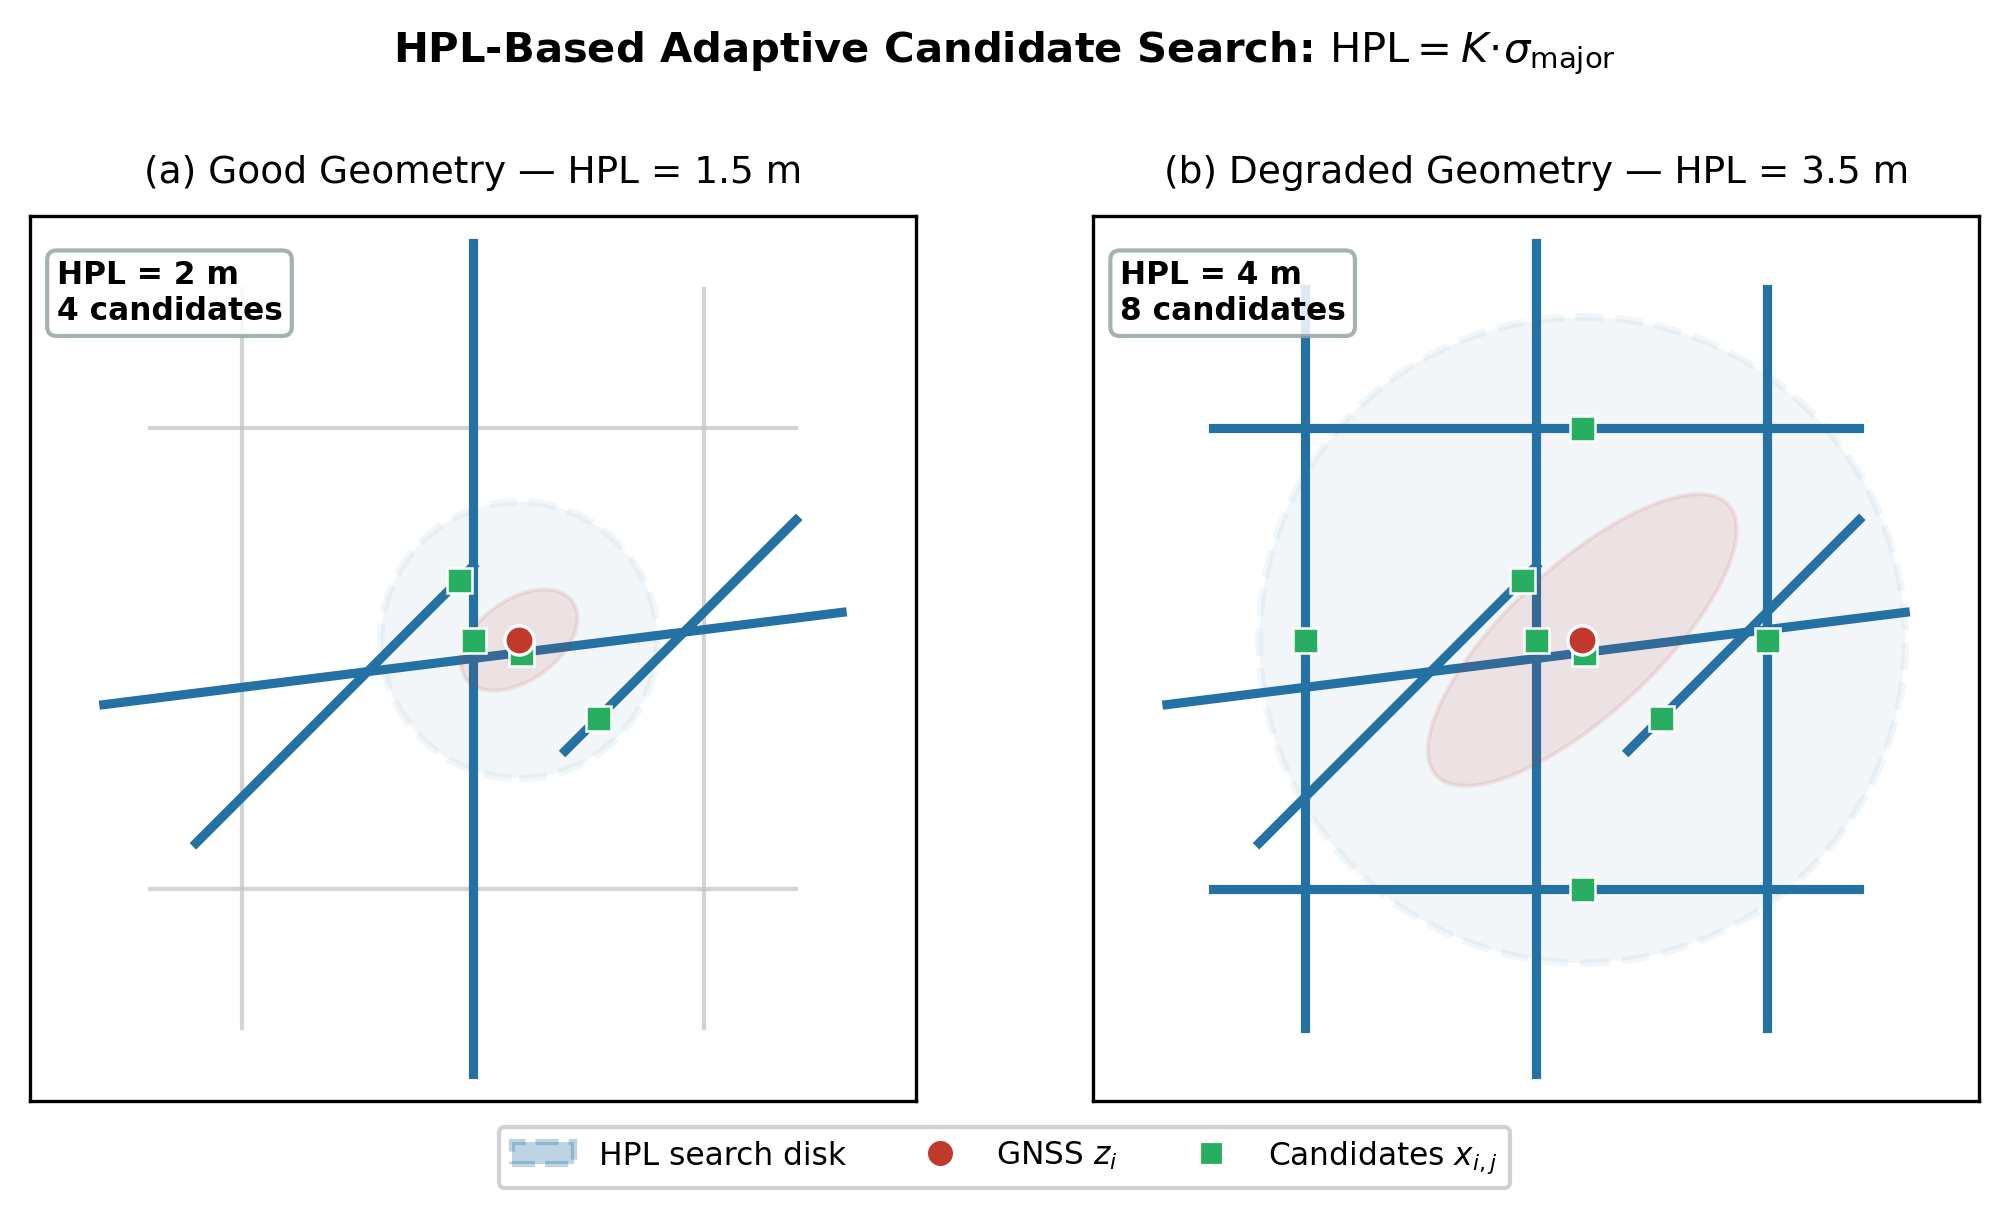 HPL-Based Adaptive Candidate Search: HPL = K·σ_major
(a) Good Geometry — HPL = 1.5 m
(b) Degraded Geometry — HPL = 3.5 m
HPL = 2 m
4 candidates
HPL = 4 m
8 candidates
HPL search disk
GNSS z_i
Candidates x_{i,j}